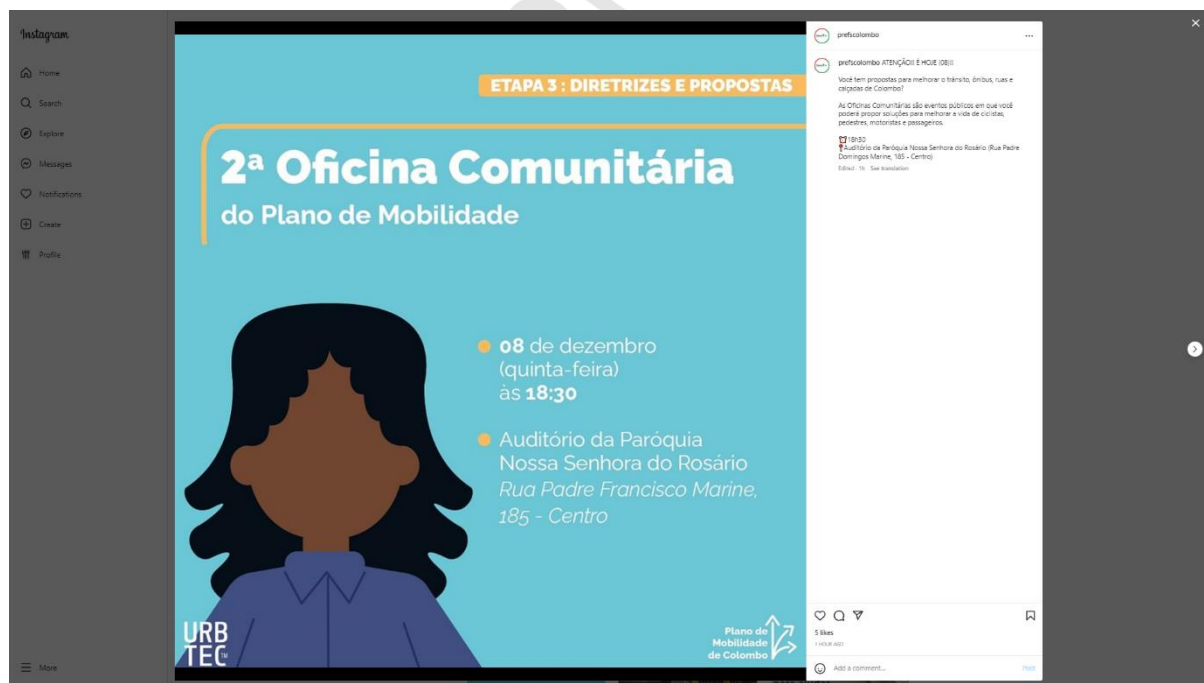 Instagram
Home
Search
Explore
Messages
Notifications
Create
Profile
More
ETAPA 3 : DIRETRIZES E PROPOSTAS
2ª Oficina Comunitária
do Plano de Mobilidade
08 de dezembro
(quinta-feira)
às 18:30
Auditório da Paróquia
Nossa Senhora do Rosário
Rua Padre Francisco Marine,
185 - Centro
URB
TEC™
Plano de
Mobilidade
de Colombo
prefscolombo
prefscolombo ATENÇÃO!! É HOJE (08)!!
Você tem propostas para melhorar o trânsito, ônibus, ruas e
calçadas de Colombo?
As Oficinas Comunitárias são eventos públicos em que você
poderá propor soluções para melhorar a vida de ciclistas,
pedestres, motoristas e passageiros.
18h30
Auditório da Paróquia Nossa Senhora do Rosário (Rua Padre
Domingos Marine, 185 - Centro)
Edited · 1h See translation
5 likes
1 HOUR AGO
Add a comment...
Post